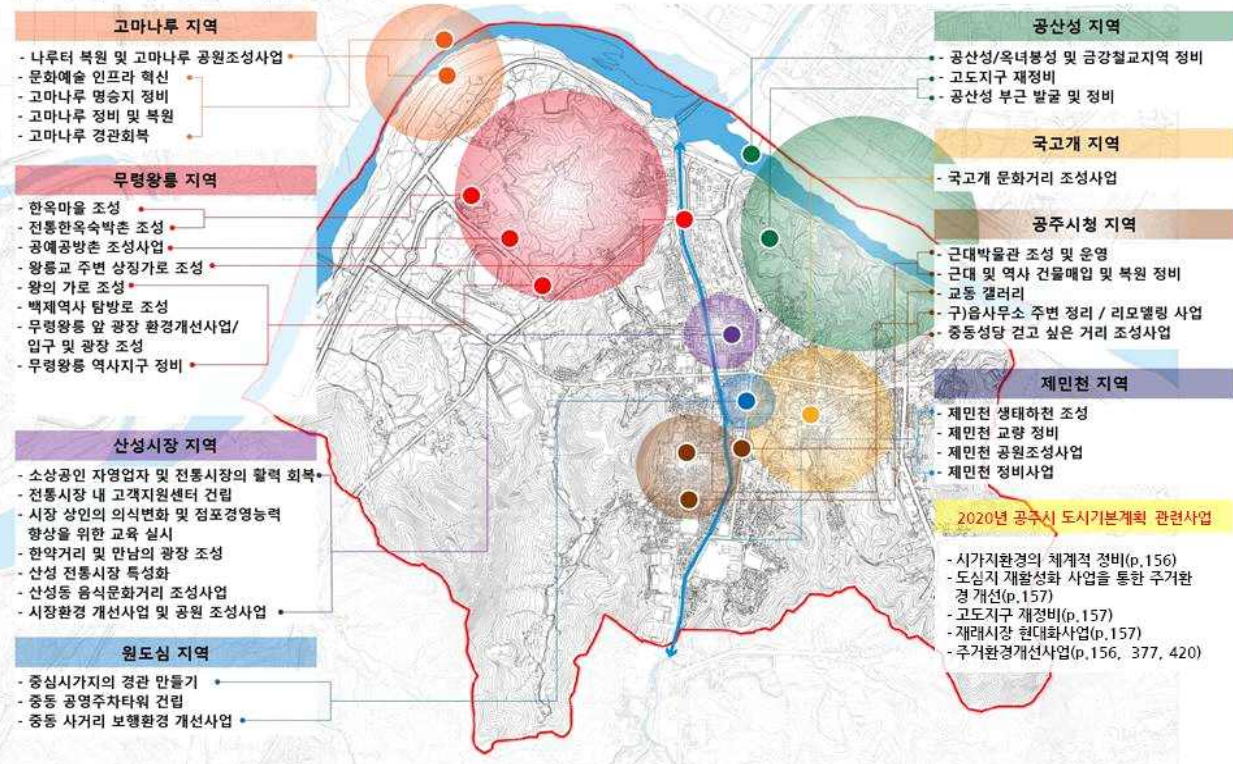 고마나루 지역
- 나루터 복원 및 고마나루 공원조성사업
- 문화예술 인프라 혁신
- 고마나루 명승지 정비
- 고마나루 정비 및 복원
- 고마나루 경관회복
무령왕릉 지역
- 한옥마을 조성
- 전통한옥숙박촌 조성
- 공예공방촌 조성사업
- 왕릉교 주변 상징가로 조성
- 왕의 가로 조성
- 백제역사 탐방로 조성
- 무령왕릉 앞 광장 환경개선사업/
입구 및 광장 조성
- 무령왕릉 역사지구 정비
산성시장 지역
- 소상공인 자영업자 및 전통시장의 활력 회복
- 전통시장 내 고객지원센터 건립
- 시장 상인의 의식변화 및 점포경영능력
향상을 위한 교육 실시
- 한약거리 및 만남의 광장 조성
- 산성 전통시장 특성화
- 산성동 음식문화거리 조성사업
- 시장환경 개선사업 및 공원 조성사업
원도심 지역
- 중심시가지의 경관 만들기
- 중동 공영주차타워 건립
- 중동 사거리 보행환경 개선사업
공산성 지역
- 공산성/옥녀봉성 및 금강철교지역 정비
- 고도지구 재정비
- 공산성 부근 발굴 및 정비
국고개 지역
- 국고개 문화거리 조성사업
공주시청 지역
- 근대박물관 조성 및 운영
- 근대 및 역사 건물매입 및 복원 정비
- 교동 갤러리
- 구)읍사무소 주변 정리 / 리모델링 사업
- 중동성당 걷고 싶은 거리 조성사업
제민천 지역
- 제민천 생태하천 조성
- 제민천 교량 정비
- 제민천 공원조성사업
- 제민천 정비사업
2020년 공주시 도시기본계획 관련사업
- 시가지환경의 체계적 정비(p.156)
- 도심지 재활성화 사업을 통한 주거환
경 개선(p.157)
- 고도지구 재정비(p.157)
- 재래시장 현대화사업(p.157)
- 주거환경개선사업(p.156, 377, 420)